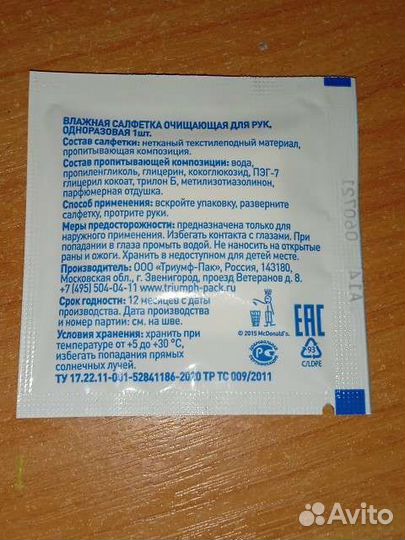 ВЛАЖНАЯ САЛФЕТКА ОЧИЩАЮЩАЯ ДЛЯ РУК,
ОДНОРАЗОВАЯ 1шт.
Состав салфетки: нетканый текстилеподный материал,
пропитывающая композиция.
Состав пропитывающей композиции: вода,
пропиленгликоль, глицерин, кокоглюкозид, ПЭГ-7
глицерил кокоат, трилон Б, метилизотиазолинон,
парфюмерная отдушка.
Способ применения: вскройте упаковку, разверните
салфетку, протрите руки.
Меры предосторожности: предназначена только для
наружного применения. Избегать контакта с глазами. При
попадании в глаза промыть водой. Не наносить на открытые
раны и ожоги. Хранить в недоступном для детей месте.
Производитель: ООО «Триумф-Пак», Россия, 143180,
Московская обл., г. Звенигород, проезд Ветеранов д. 8.
+7 (495) 504-04-11 www.triumph-pack.ru
Срок годности: 12 месяцев с даты
производства. Дата производства
и номер партии: см. на шве.
Условия хранения: хранить при
температуре от +5 до +30 °C,
избегать попадания прямых
солнечных лучей.
ТУ 17.22.11-001-52841186-2020 ТР ТС 009/2011
© 2015 McDonald's.
EAC
РС
93
C/LDPE
A14 060721
Avito